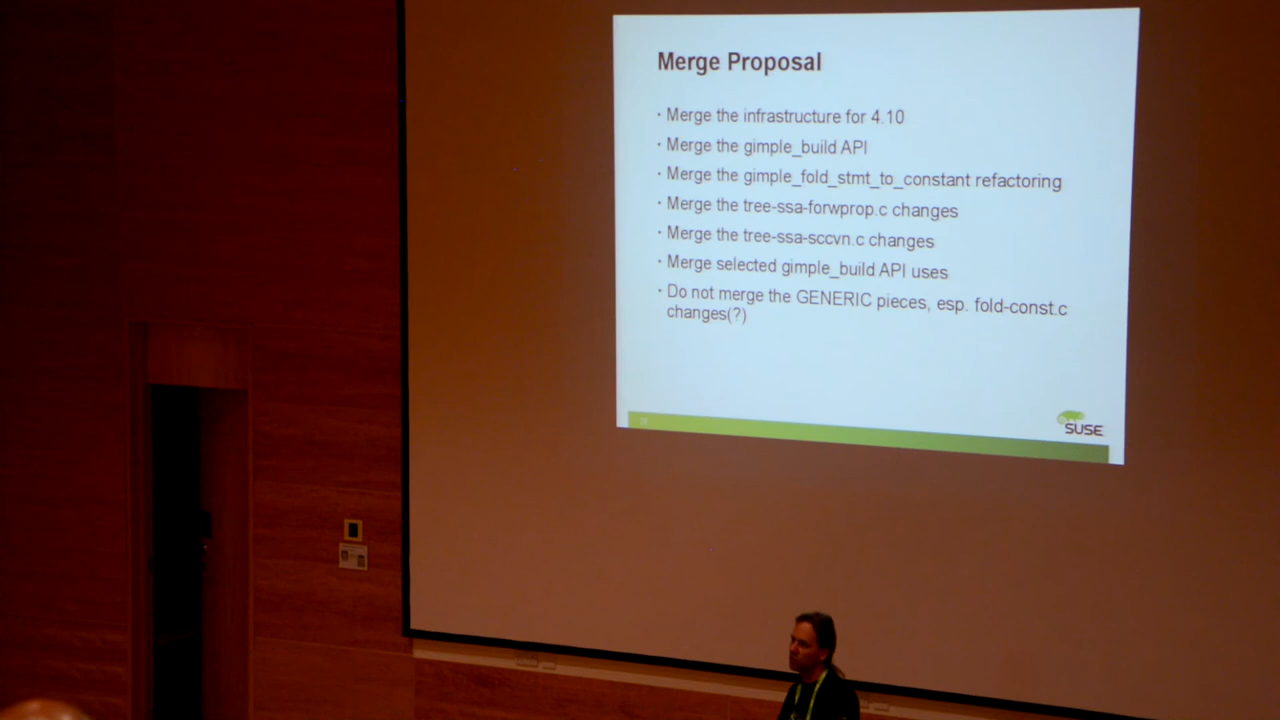 Merge Proposal
· Merge the infrastructure for 4.10
· Merge the gimple_build API
· Merge the gimple_fold_stmt_to_constant refactoring
· Merge the tree-ssa-forwprop.c changes
· Merge the tree-ssa-sccvn.c changes
· Merge selected gimple_build API uses
· Do not merge the GENERIC pieces, esp. fold-const.c
changes(?)
SUSE